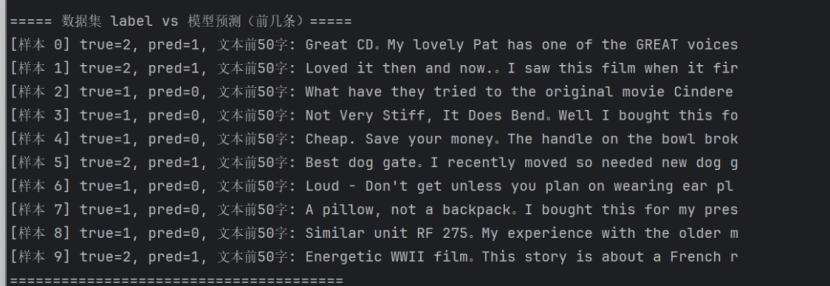 ===== 数据集 label vs 模型预测（前几条）=====
[样本 0] true=2, pred=1, 文本前50字: Great CD。My lovely Pat has one of the GREAT voices
[样本 1] true=2, pred=1, 文本前50字: Loved it then and now.。I saw this film when it fir
[样本 2] true=1, pred=0, 文本前50字: What have they tried to the original movie Cindere
[样本 3] true=1, pred=0, 文本前50字: Not Very Stiff, It Does Bend。Well I bought this fo
[样本 4] true=1, pred=0, 文本前50字: Cheap. Save your money。The handle on the bowl brok
[样本 5] true=2, pred=1, 文本前50字: Best dog gate。I recently moved so needed new dog g
[样本 6] true=1, pred=0, 文本前50字: Loud - Don't get unless you plan on wearing ear pl
[样本 7] true=1, pred=0, 文本前50字: A pillow, not a backpack。I bought this for my pres
[样本 8] true=1, pred=0, 文本前50字: Similar unit RF 275。My experience with the older m
[样本 9] true=2, pred=1, 文本前50字: Energetic WWII film。This story is about a French r
========================================